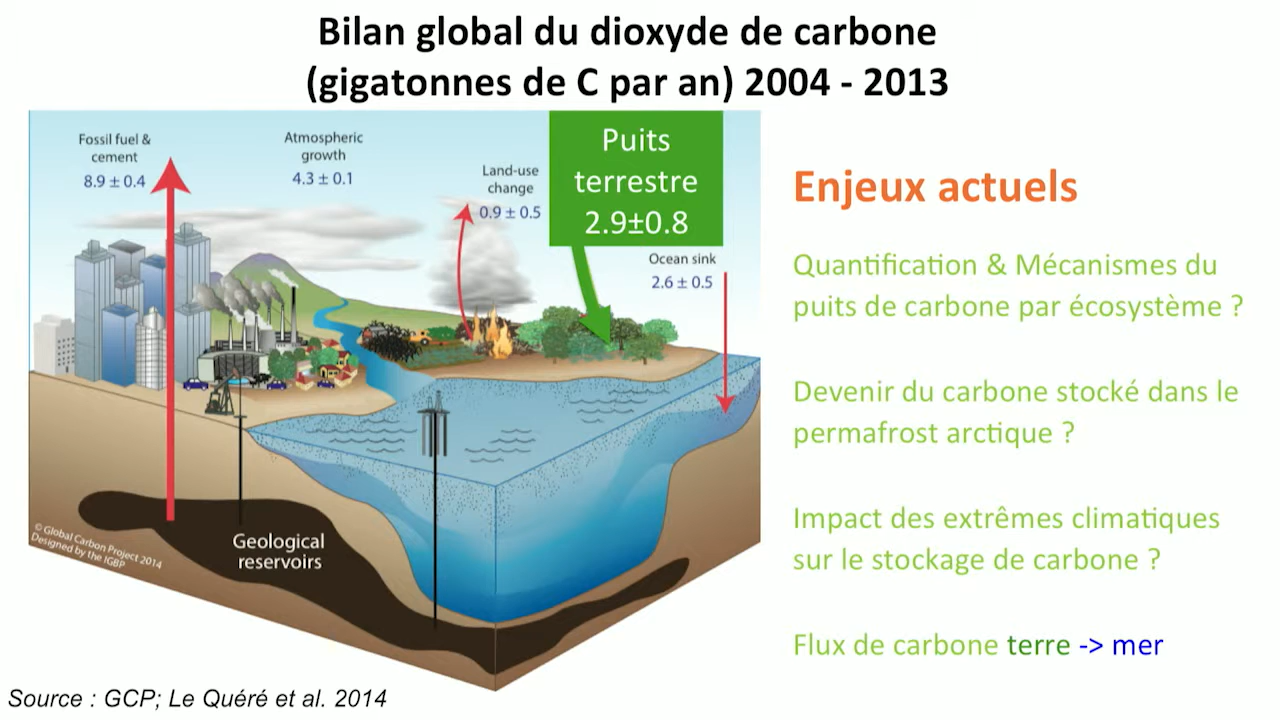 Bilan global du dioxyde de carbone
(gigatonnes de C par an) 2004 - 2013
Fossil fuel &
cement
8.9 ± 0.4
Atmospheric
growth
4.3 ± 0.1
Land-use
change
0.9 ± 0.5
Puits
terrestre
2.9±0.8
Ocean sink
2.6 ± 0.5
Geological
reservoirs
© Global Carbon Project 2014
Designed by the IGBP
Enjeux actuels
Quantification & Mécanismes du
puits de carbone par écosystème ?
Devenir du carbone stocké dans le
permafrost arctique ?
Impact des extrêmes climatiques
sur le stockage de carbone ?
Flux de carbone terre -> mer
Source : GCP; Le Quéré et al. 2014